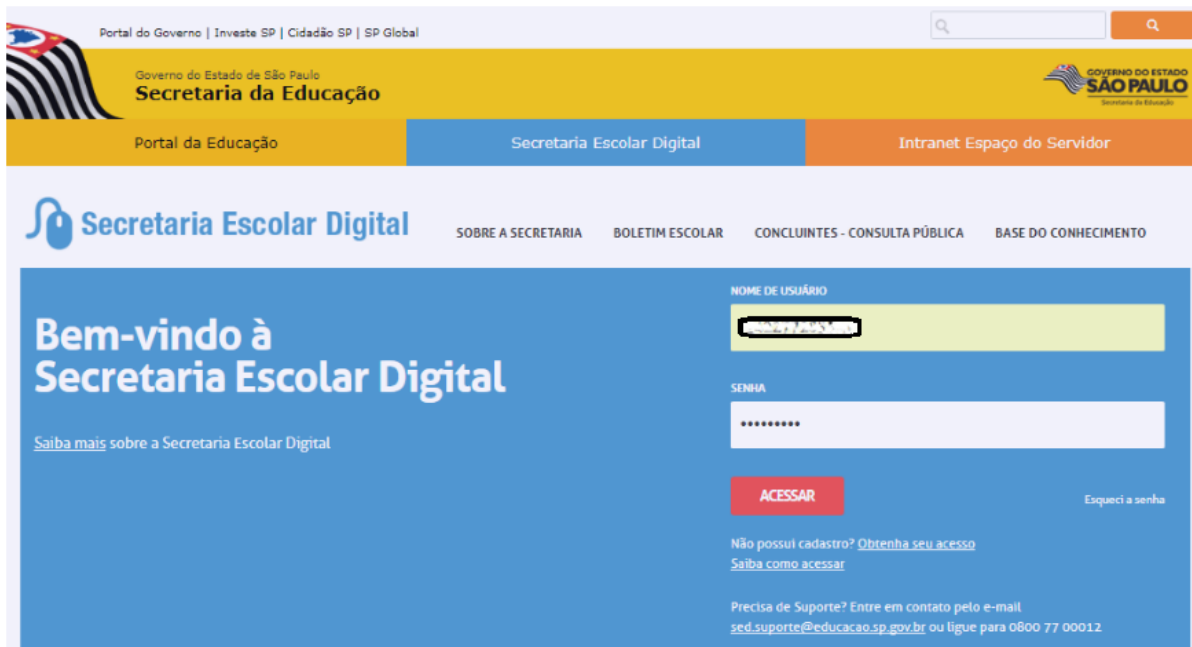 Portal do Governo | Investe SP | Cidadão SP | SP Global
Governo do Estado de São Paulo
Secretaria da Educação
GOVERNO DO ESTADO
SÃO PAULO
Secretaria da Educação
Portal da Educação
Secretaria Escolar Digital
Intranet Espaço do Servidor
Secretaria Escolar Digital
SOBRE A SECRETARIA
BOLETIM ESCOLAR
CONCLUINTES - CONSULTA PÚBLICA
BASE DO CONHECIMENTO
Bem-vindo à
Secretaria Escolar Digital
Saiba mais sobre a Secretaria Escolar Digital
NOME DE USUÁRIO
SENHA
•••••••••
ACESSAR
Esqueci a senha
Não possui cadastro? Obtenha seu acesso
Saiba como acessar
Precisa de Suporte? Entre em contato pelo e-mail
sed.suporte@educacao.sp.gov.br ou ligue para 0800 77 00012